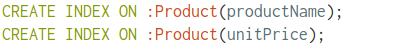 CREATE INDEX ON :Product(productName);
CREATE INDEX ON :Product(unitPrice);